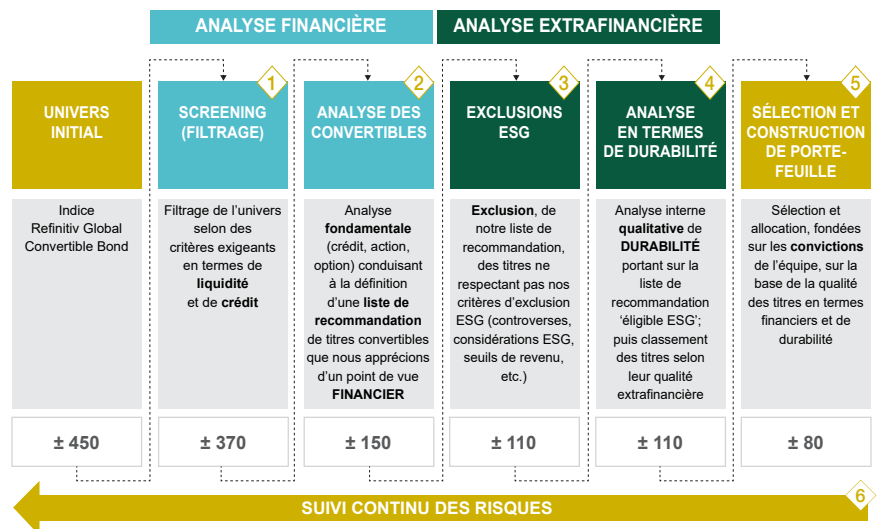 ANALYSE FINANCIÈRE
ANALYSE EXTRAFINANCIÈRE
UNIVERS
INITIAL
Indice
Refinitiv Global
Convertible Bond
± 450
1
SCREENING
(FILTRAGE)
Filtrage de l’univers
selon des
critères exigeants
en termes de
liquidité
et de crédit
± 370
2
ANALYSE DES
CONVERTIBLES
Analyse
fondamentale
(crédit, action,
option) conduisant
à la définition
d’une liste de
recommandation
de titres convertibles
que nous apprécions
d’un point de vue
FINANCIER
± 150
3
EXCLUSIONS
ESG
Exclusion, de
notre liste de
recommandation,
des titres ne
respectant pas nos
critères d’exclusion
ESG (controverses,
considérations ESG,
seuils de revenu,
etc.)
± 110
4
ANALYSE
EN TERMES
DE DURABILITÉ
Analyse interne
qualitative de
DURABILITÉ
portant sur la
liste de
recommandation
‘éligible ESG’;
puis classement
des titres selon
leur qualité
extrafinancière
± 110
5
SÉLECTION ET
CONSTRUCTION
DE PORTE-
FEUILLE
Sélection et
allocation, fondées
sur les convictions
de l’équipe, sur la
base de la qualité
des titres en termes
financiers et de
durabilité
± 80
SUIVI CONTINU DES RISQUES
6